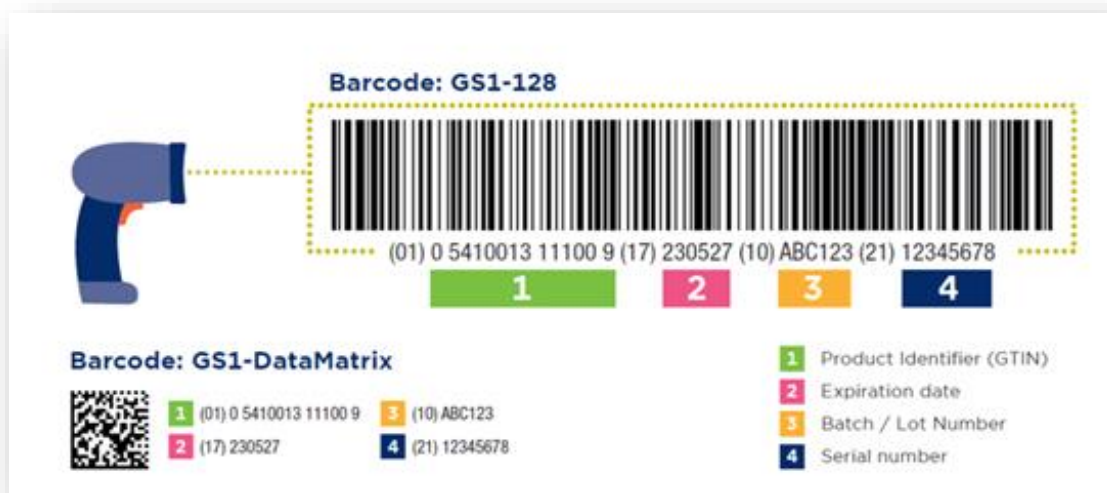 Barcode: GS1-128
(01) 0 5410013 11100 9 (17) 230527 (10) ABC123 (21) 12345678
1 2 3 4
Barcode: GS1-DataMatrix
1 (01) 0 5410013 11100 9 3 (10) ABC123
2 (17) 230527 4 (21) 12345678
1 Product Identifier (GTIN)
2 Expiration date
3 Batch / Lot Number
4 Serial number